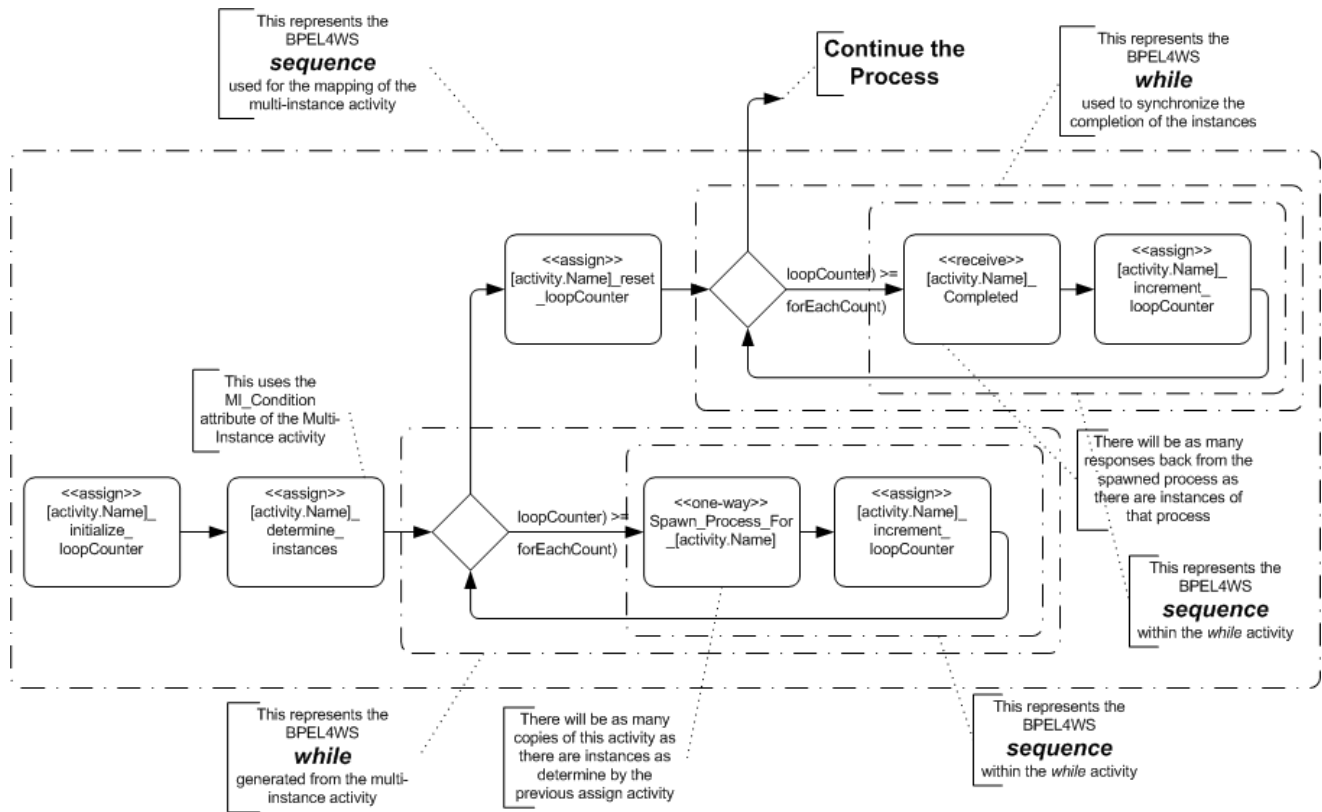 This represents the
BPEL4WS
sequence
used for the mapping of the
multi-instance activity
Continue the
Process
This represents the
BPEL4WS
while
used to synchronize the
completion of the instances
<<assign>>
[activity.Name]_reset
_loopCounter
loopCounter) >=
forEachCount)
<<receive>>
[activity.Name]_
Completed
<<assign>>
[activity.Name]_
increment_
loopCounter
This uses the
MI_Condition
attribute of the Multi-
Instance activity
There will be as many
responses back from the
spawned process as
there are instances of
that process
<<assign>>
[activity.Name]_
initialize_
loopCounter
<<assign>>
[activity.Name]_
determine_
instances
loopCounter) >=
forEachCount)
<<one-way>>
Spawn_Process_For
_[activity.Name]
<<assign>>
[activity.Name]_
increment_
loopCounter
This represents the
BPEL4WS
sequence
within the while activity
This represents the
BPEL4WS
while
generated from the multi-
instance activity
There will be as many
copies of this activity as
there are instances as
determine by the
previous assign activity
This represents the
BPEL4WS
sequence
within the while activity